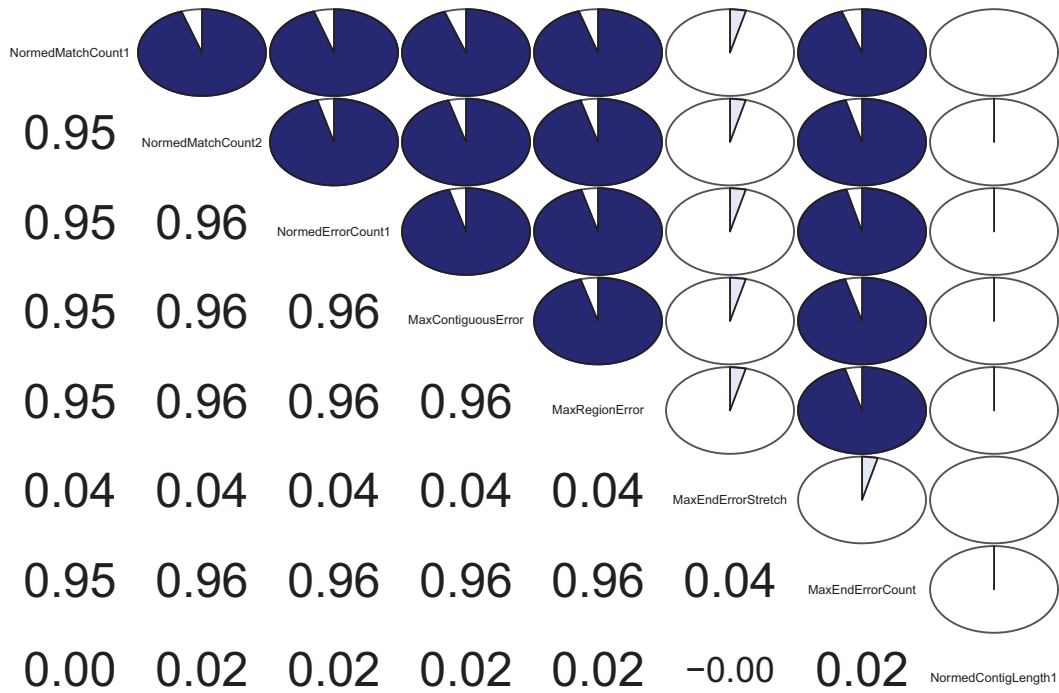 NormedMatchCount1
0.95 NormedMatchCount2
0.95 0.96 NormedErrorCount1
0.95 0.96 0.96 MaxContiguousError
0.95 0.96 0.96 0.96 MaxRegionError
0.04 0.04 0.04 0.04 0.04 MaxEndErrorStretch
0.95 0.96 0.96 0.96 0.96 0.04 MaxEndErrorCount
0.00 0.02 0.02 0.02 0.02 −0.00 0.02 NormedContigLength1